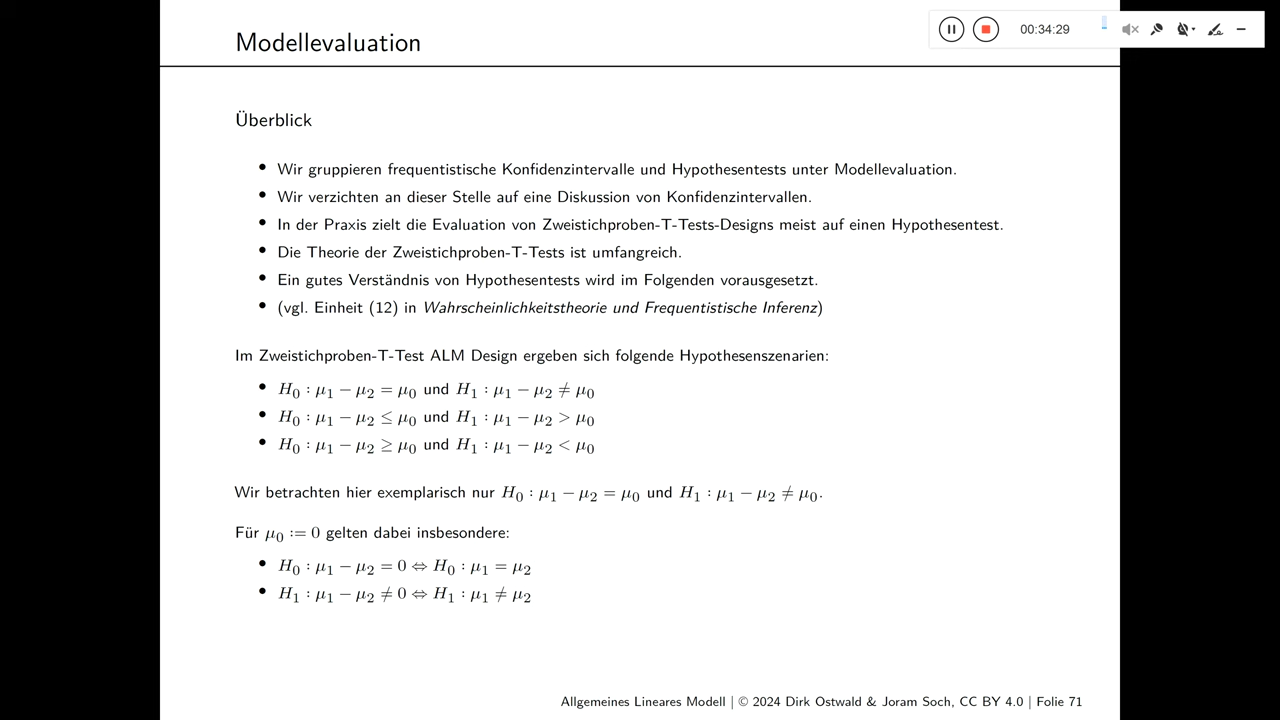 Modellevaluation
00:34:29
Überblick
• Wir gruppieren frequentistische Konfidenzintervalle und Hypothesentests unter Modellevaluation.
• Wir verzichten an dieser Stelle auf eine Diskussion von Konfidenzintervallen.
• In der Praxis zielt die Evaluation von Zweistichproben-T-Tests-Designs meist auf einen Hypothesentest.
• Die Theorie der Zweistichproben-T-Tests ist umfangreich.
• Ein gutes Verständnis von Hypothesentests wird im Folgenden vorausgesetzt.
• (vgl. Einheit (12) in Wahrscheinlichkeitstheorie und Frequentistische Inferenz)
Im Zweistichproben-T-Test ALM Design ergeben sich folgende Hypothesenszenarien:
• H₀ : μ₁ − μ₂ = μ₀ und H₁ : μ₁ − μ₂ ≠ μ₀
• H₀ : μ₁ − μ₂ ≤ μ₀ und H₁ : μ₁ − μ₂ > μ₀
• H₀ : μ₁ − μ₂ ≥ μ₀ und H₁ : μ₁ − μ₂ < μ₀
Wir betrachten hier exemplarisch nur H₀ : μ₁ − μ₂ = μ₀ und H₁ : μ₁ − μ₂ ≠ μ₀.
Für μ₀ := 0 gelten dabei insbesondere:
• H₀ : μ₁ − μ₂ = 0 ⇔ H₀ : μ₁ = μ₂
• H₁ : μ₁ − μ₂ ≠ 0 ⇔ H₁ : μ₁ ≠ μ₂
Allgemeines Lineares Modell | © 2024 Dirk Ostwald & Joram Soch, CC BY 4.0 | Folie 71